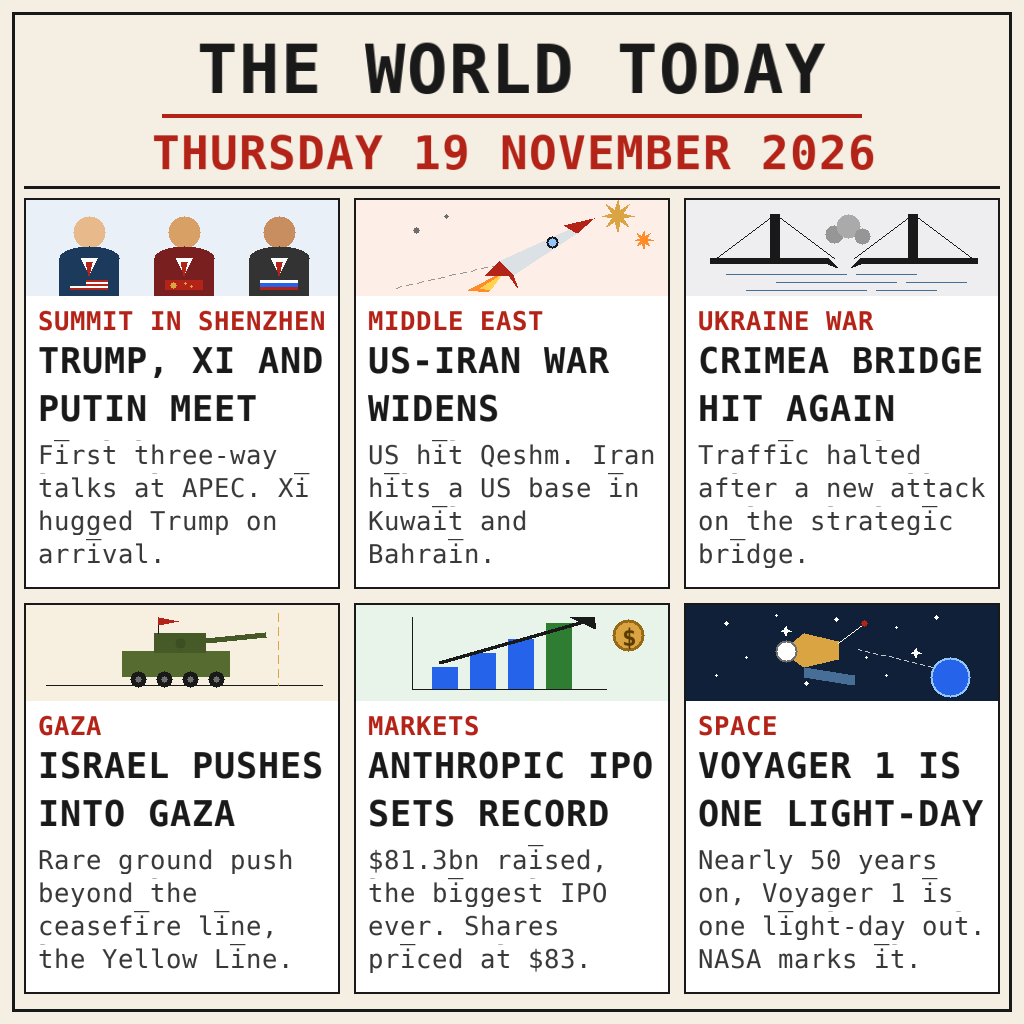 THE WORLD TODAY
THURSDAY 19 NOVEMBER 2026
SUMMIT IN SHENZHEN
TRUMP, XI AND
PUTIN MEET
First three-way
talks at APEC. Xi
hugged Trump on
arrival.
MIDDLE EAST
US-IRAN WAR
WIDENS
US hit Qeshm. Iran
hits a US base in
Kuwait and
Bahrain.
UKRAINE WAR
CRIMEA BRIDGE
HIT AGAIN
Traffic halted
after a new attack
on the strategic
bridge.
GAZA
ISRAEL PUSHES
INTO GAZA
Rare ground push
beyond the
ceasefire line,
the Yellow Line.
$
MARKETS
ANTHROPIC IPO
SETS RECORD
$81.3bn raised,
the biggest IPO
ever. Shares
priced at $83.
SPACE
VOYAGER 1 IS
ONE LIGHT-DAY
Nearly 50 years
on, Voyager 1 is
one light-day out.
NASA marks it.